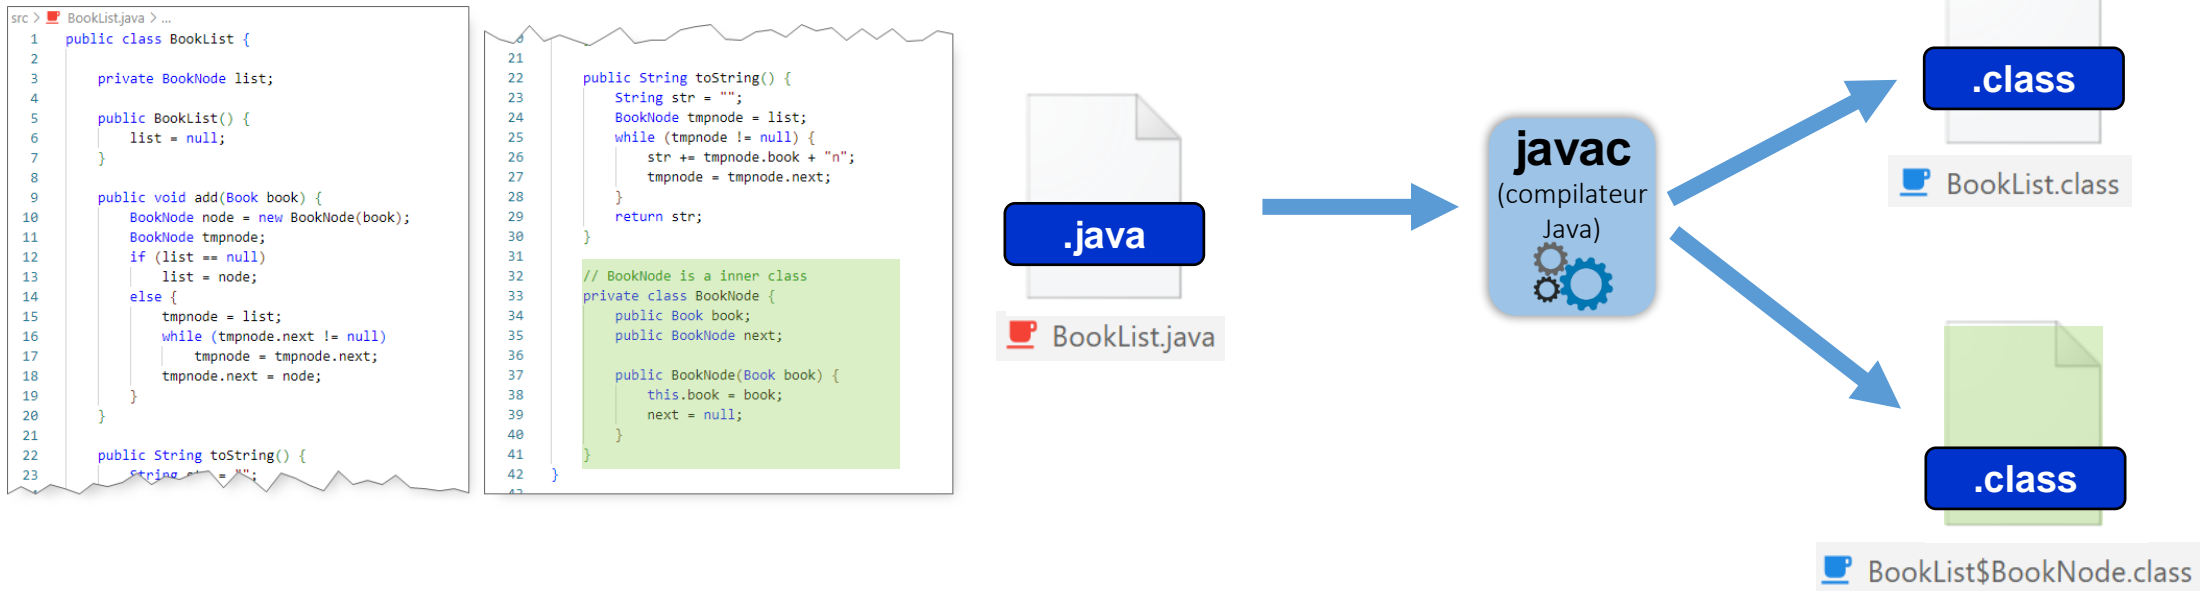 src > BookList.java > ...
1 public class BookList {
2
3 private BookNode list;
4
5 public BookList() {
6 list = null;
7 }
8
9 public void add(Book book) {
10 BookNode node = new BookNode(book);
11 BookNode tmpnode;
12 if (list == null)
13 list = node;
14 else {
15 tmpnode = list;
16 while (tmpnode.next != null)
17 tmpnode = tmpnode.next;
18 tmpnode.next = node;
19 }
20 }
21
22 public String toString() {
23 String str = "";
21
22 public String toString() {
23 String str = "";
24 BookNode tmpnode = list;
25 while (tmpnode != null) {
26 str += tmpnode.book + "n";
27 tmpnode = tmpnode.next;
28 }
29 return str;
30 }
31
32 // BookNode is a inner class
33 private class BookNode {
34 public Book book;
35 public BookNode next;
36
37 public BookNode(Book book) {
38 this.book = book;
39 next = null;
40 }
41 }
42 }
.java
BookList.java
javac
(compilateur
Java)
.class
BookList.class
.class
BookList$BookNode.class